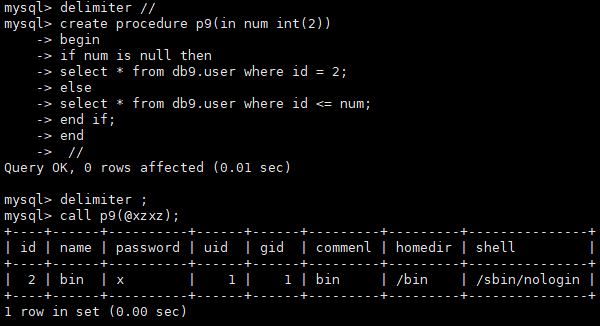 mysql> delimiter //
mysql> create procedure p9(in num int(2))
    -> begin
    -> if num is null then
    -> select * from db9.user where id = 2;
    -> else
    -> select * from db9.user where id <= num;
    -> end if;
    -> end
    ->  //
Query OK, 0 rows affected (0.01 sec)

mysql> delimiter ;
mysql> call p9(@xzxz);
+----+------+----------+------+------+---------+---------+---------------+
| id | name | password | uid  | gid  | commenl | homedir | shell         |
+----+------+----------+------+------+---------+---------+---------------+
|  2 | bin  | x        |    1 |    1 | bin     | /bin    | /sbin/nologin |
+----+------+----------+------+------+---------+---------+---------------+
1 row in set (0.00 sec)